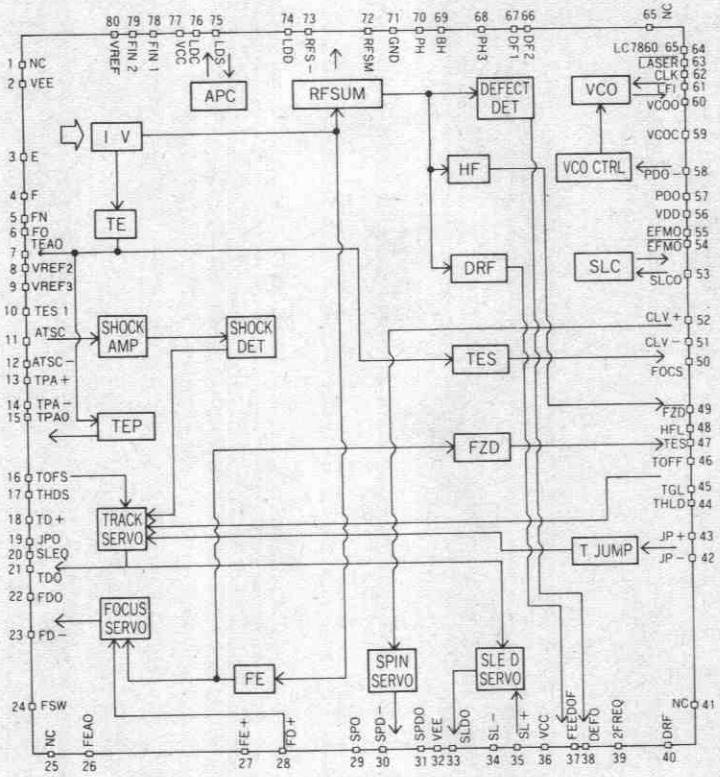 80 VREF
79 FIN 2
78 FIN 1
77 VCC
76 LDC
75 LDS
74 LDD
73 RFS-
72 RFSM
71 GND
70 PH
69 BH
68 PH3
67 DF1
66 DF2
65 NC
LC7860 65
64
1 NC
2 VEE
3 E
4 F
5 FN
6 FO
7 TEAO
8 VREF2
9 VREF3
10 TES 1
11 ATSC
12 ATSC-
13 TPA+
14 TPA-
15 TPAO
16 TOFS
17 THDS
18 TD+
19 JPO
20 SLEQ
21 TDO
22 FDO
23 FD-
24 FSW
APC
RFSUM
DEFECT
DET
VCO
I V
HF
VCO CTRL
TE
DRF
SLC
SHOCK
AMP
SHOCK
DET
TES
TEP
FZD
TRACK
SERVO
T. JUMP
FOCUS
SERVO
FE
SPIN
SERVO
SLE D
SERVO
LASER 63
CLK 62
LFI 61
VCOO 60
VCOC 59
PDO- 58
PDO 57
VDD 56
EFMO 55
EFMO 54
SLCO 53
CLV+ 52
CLV- 51
FOCS 50
FZD 49
HFL 48
TES 47
TOFF 46
TGL 45
THLD 44
JP+ 43
JP- 42
NC 41
25 NC
26 FEAO
27 FE+
28 FD+
29 SPO
30 SPD-
31 SPDO
32 VEE
33 SLDO
34 SL-
35 SL+
36 VCC
37 EEDOF
38 DEFO
39 2FREQ
40 DRF